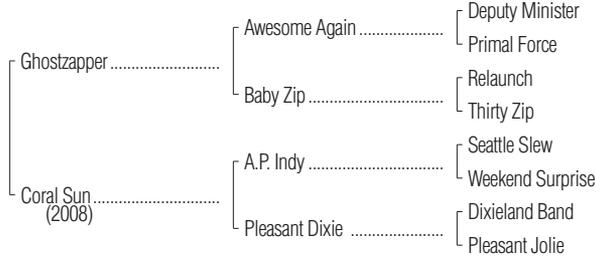 Deputy Minister
Awesome Again ....................
Primal Force
Ghostzapper ..........................
Relaunch
Baby Zip ................................
Thirty Zip
Seattle Slew
A.P. Indy ................................
Weekend Surprise
Coral Sun ..............................
(2008)
Dixieland Band
Pleasant Dixie ......................
Pleasant Jolie